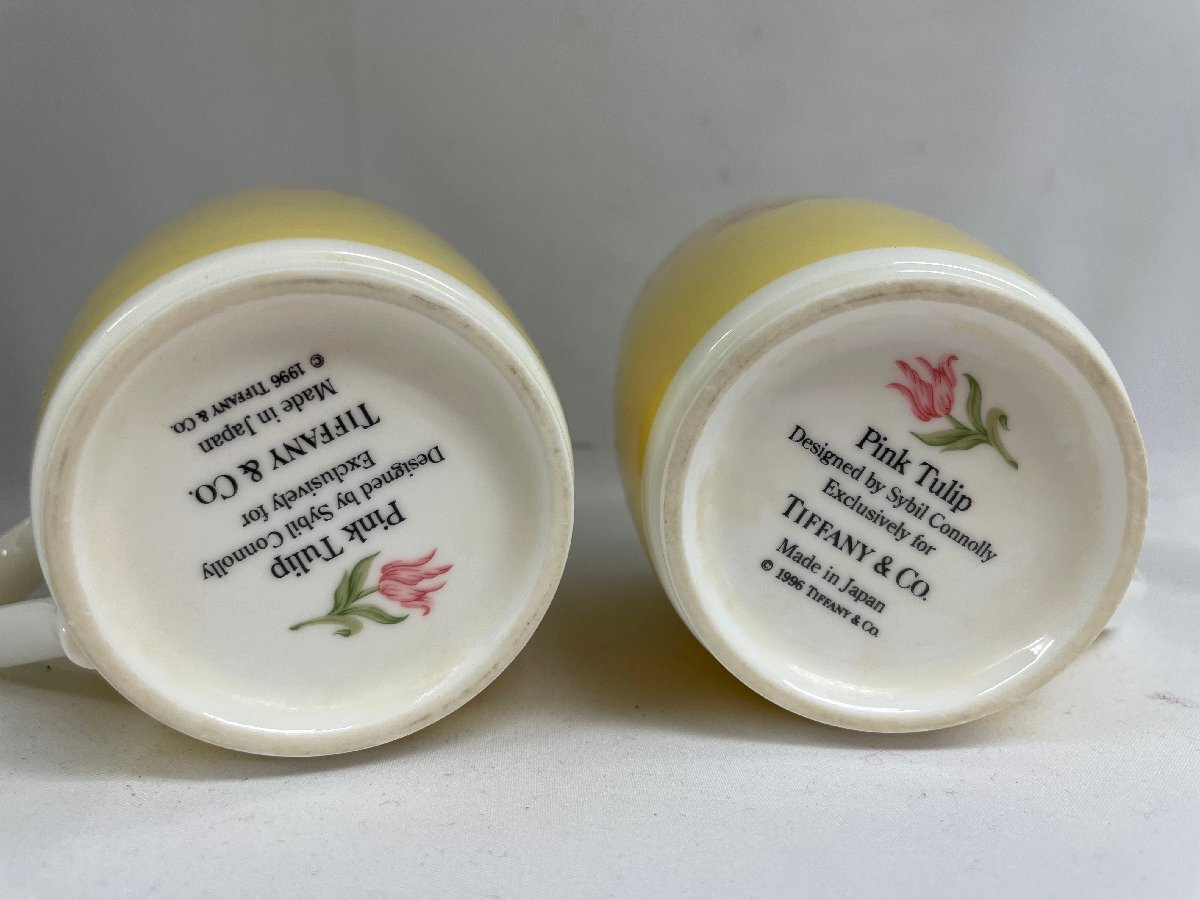 Pink Tulip
Designed by Sybil Connolly
Exclusively for
TIFFANY & CO.
Made in Japan
© 1996 TIFFANY & CO.
Pink Tulip
Designed by Sybil Connolly
Exclusively for
TIFFANY & CO.
Made in Japan
© 1996 TIFFANY & CO.